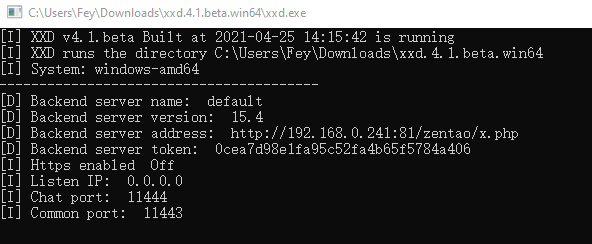 C:\Users\Fey\Downloads\xxd.4.1.beta.win64\xxd.exe
[I] XXD v4.1.beta Built at 2021-04-25 14:15:42 is running
[I] XXD runs the directory C:\Users\Fey\Downloads\xxd.4.1.beta.win64
[I] System: windows-amd64
---------------------------------------
[D] Backend server name:  default
[D] Backend server version:  15.4
[D] Backend server address:  http://192.168.0.241:81/zentao/x.php
[D] Backend server token:  0cea7d98e1fa95c52fa4b65f5784a406
[I] Https enabled  Off
[I] Listen IP:  0.0.0.0
[I] Chat port:  11444
[I] Common port:  11443